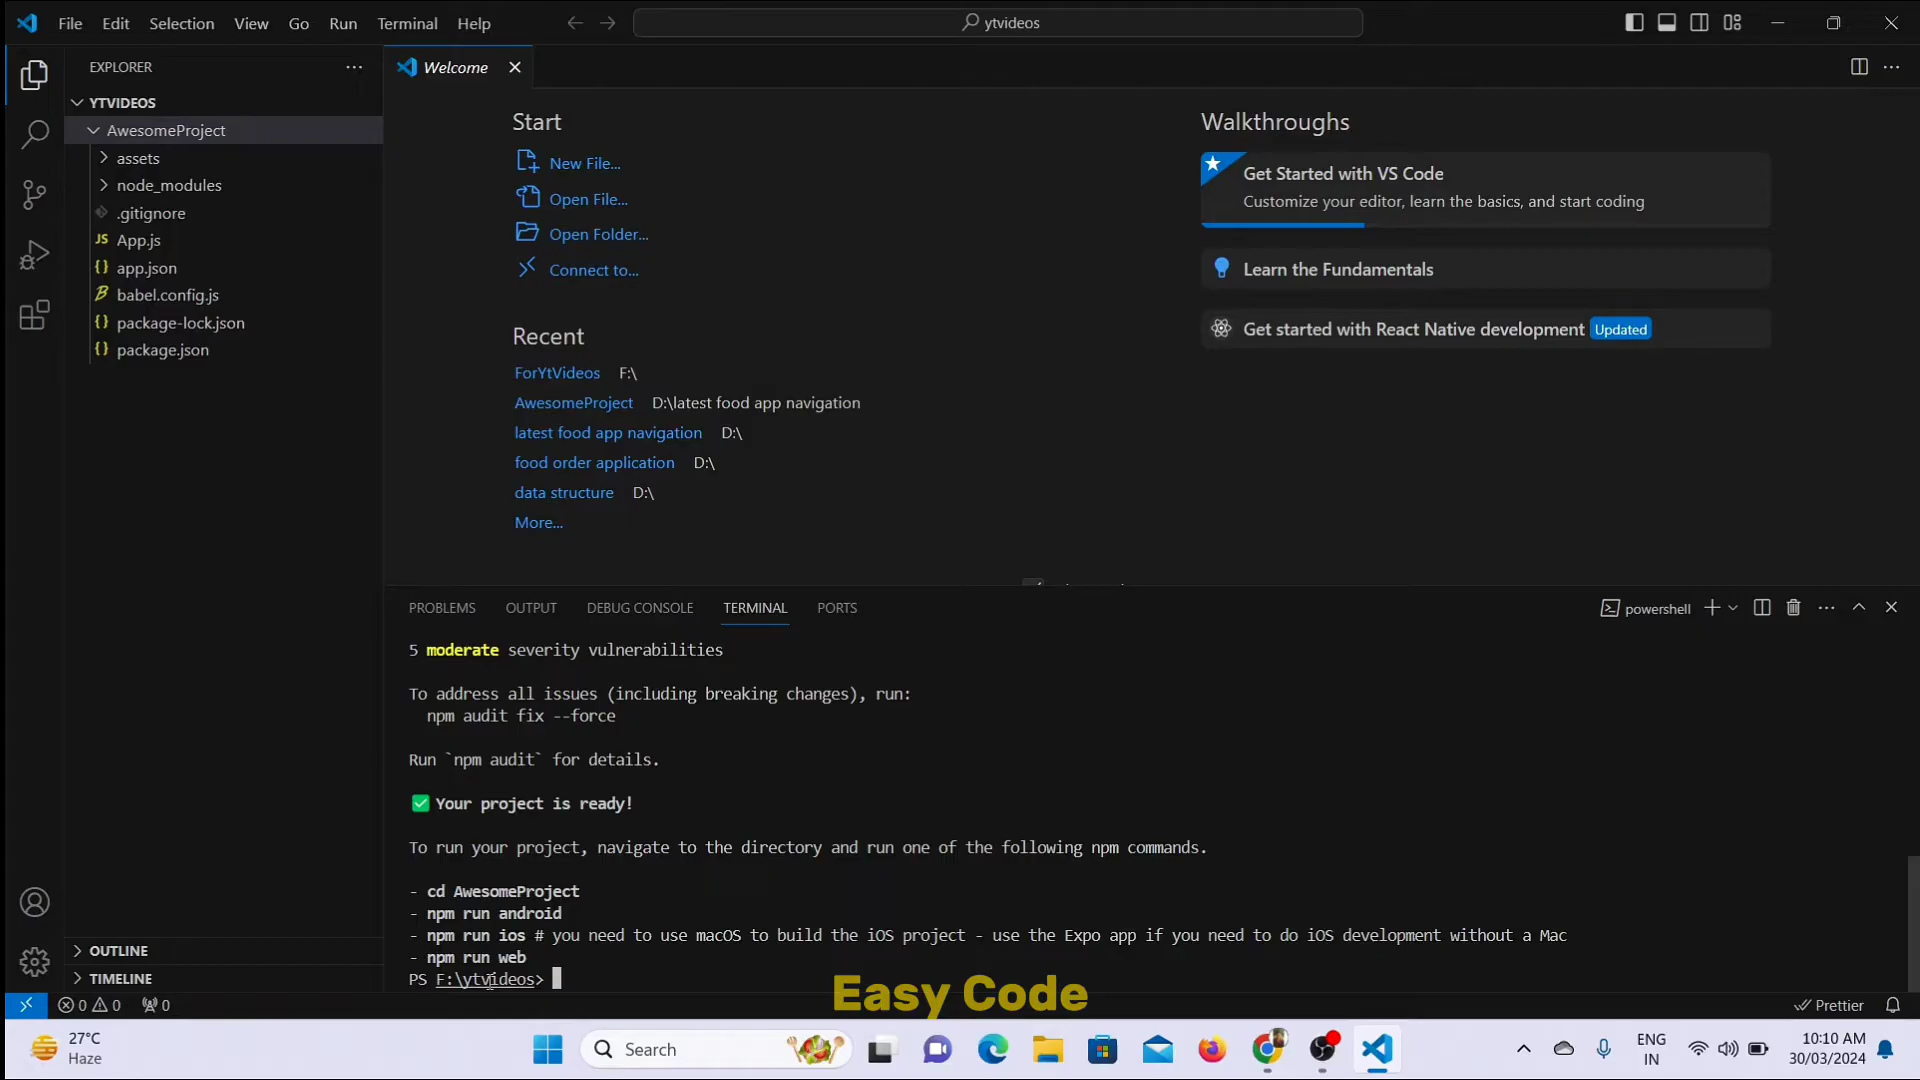 File Edit Selection View Go Run Terminal Help
ytvideos
EXPLORER
YTVIDEOS
AwesomeProject
assets
node_modules
.gitignore
JS App.js
{} app.json
babel.config.js
{} package-lock.json
{} package.json
OUTLINE
TIMELINE
Welcome
Start
New File...
Open File...
Open Folder...
Connect to...
Recent
ForYtVideos F:\
AwesomeProject D:\latest food app navigation
latest food app navigation D:\
food order application D:\
data structure D:\
More...
Walkthroughs
Get Started with VS Code
Customize your editor, learn the basics, and start coding
Learn the Fundamentals
Get started with React Native development Updated
PROBLEMS OUTPUT DEBUG CONSOLE TERMINAL PORTS
powershell
5 moderate severity vulnerabilities
To address all issues (including breaking changes), run:
npm audit fix --force
Run `npm audit` for details.
Your project is ready!
To run your project, navigate to the directory and run one of the following npm commands.
- cd AwesomeProject
- npm run android
- npm run ios # you need to use macOS to build the iOS project - use the Expo app if you need to do iOS development without a Mac
- npm run web
PS F:\ytvideos>
Easy Code
0 0 0
Prettier
27°C
Haze
Search
ENG
IN
10:10 AM
30/03/2024